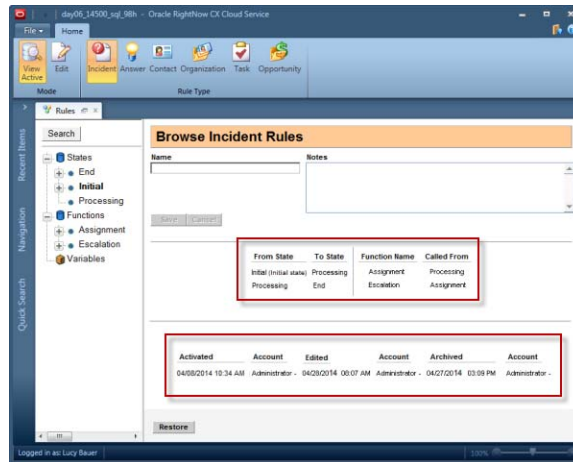 day06_14500_sql_98h - Oracle RightNow CX Cloud Service
File Home
View Active Edit Incident Answer Contact Organization Task Opportunity
Mode Rule Type
Rules
Recent Items
Navigation
Quick Search
Search
States
End
Initial
Processing
Functions
Assignment
Escalation
Variables
Browse Incident Rules
Name Notes
Save Cancel
From State To State Function Name Called From
Initial (Initial state) Processing Assignment Processing
Processing End Escalation Assignment
Activated Account Edited Account Archived Account
04/08/2014 10:34 AM Administrator - 04/28/2014 08:07 AM Administrator - 04/27/2014 03:09 PM Administrator -
Restore
Logged in as: Lucy Bauer 100%